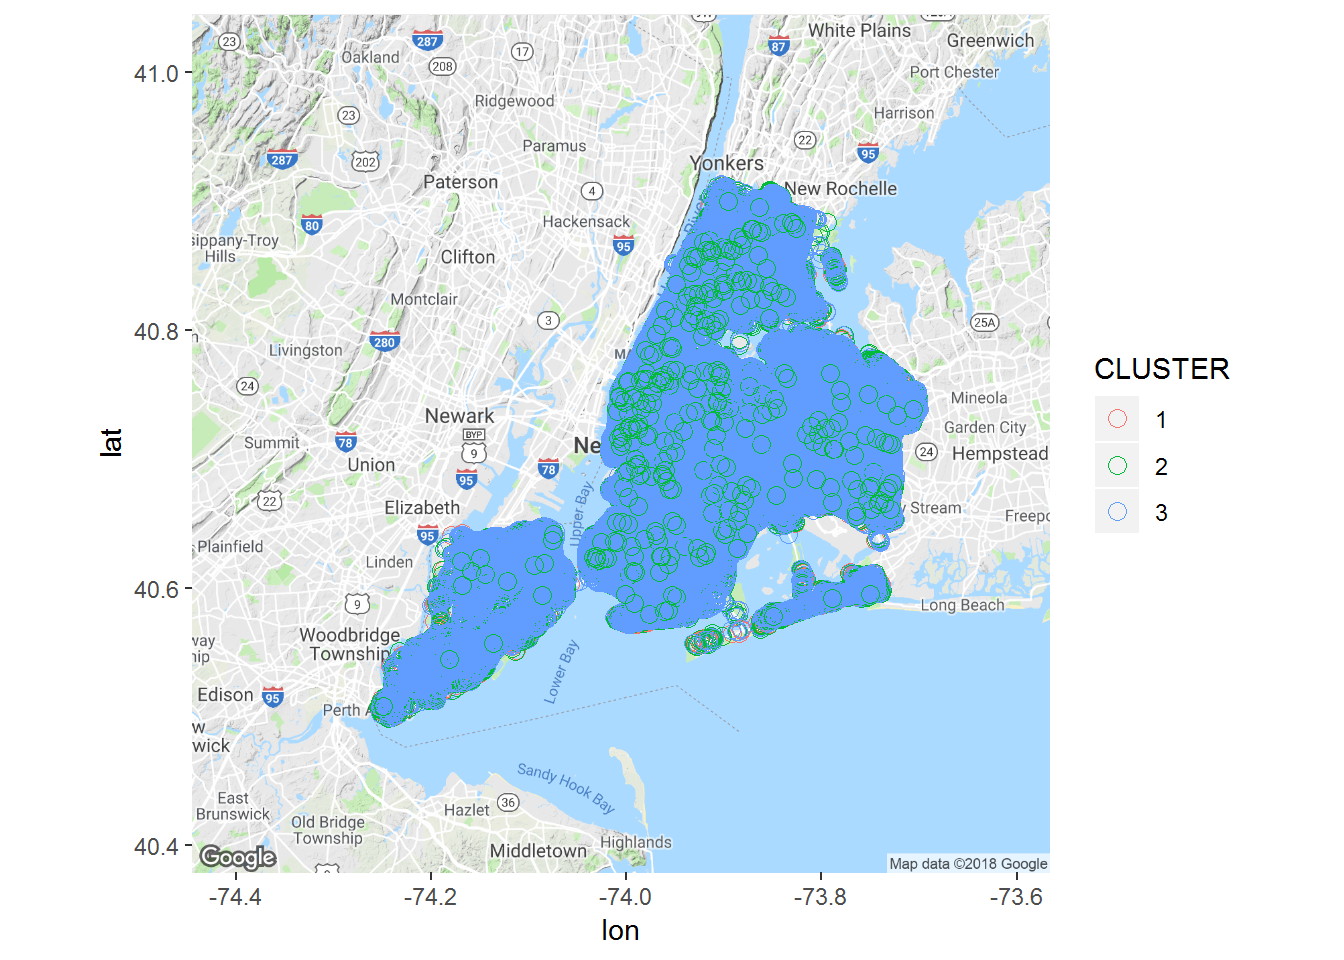 23
287
Oakland
208
17
87
White Plains
Greenwich
Port Chester
Ridgewood
Harrison
23
202
287
Paramus
22
95
Yonkers
Paterson
4
New Rochelle
80
Hackensack
95
sippany-Troy
Hills
Clifton
Montclair
3
25A
280
Livingston
24
Mineola
Newark
BYP
9
Garden City
Summit
78
Union
95
78
Ne
24
Hempstead
22
Elizabeth
Upper Bay
y Stream
Freepo
95
Plainfield
Linden
9
Long Beach
Woodbridge
Township
way
Edison
95
Perth A
Lower Bay
w
wick
Sandy Hook Bay
East
Brunswick
Old Bridge
Township
Hazlet
36
Highlands
Middletown
Google
Map data ©2018 Google
41.0
40.8
40.6
40.4
lat
-74.4
-74.2
-74.0
-73.8
-73.6
lon
CLUSTER
1
2
3